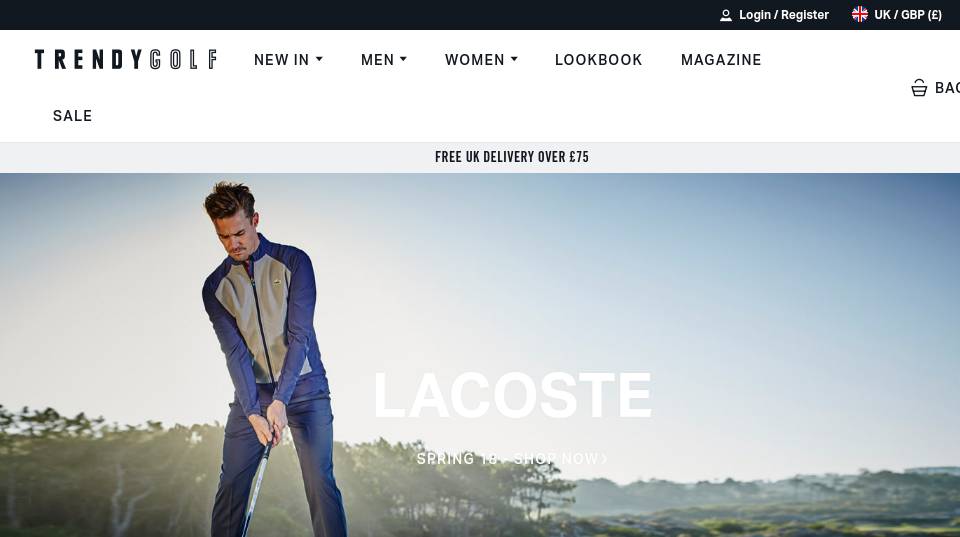 Login / Register
UK / GBP (£)
TRENDYGOLF
NEW IN
MEN
WOMEN
LOOKBOOK
MAGAZINE
SALE
FREE UK DELIVERY OVER £75
LACOSTE
SPRING 18 - SHOP NOW ›